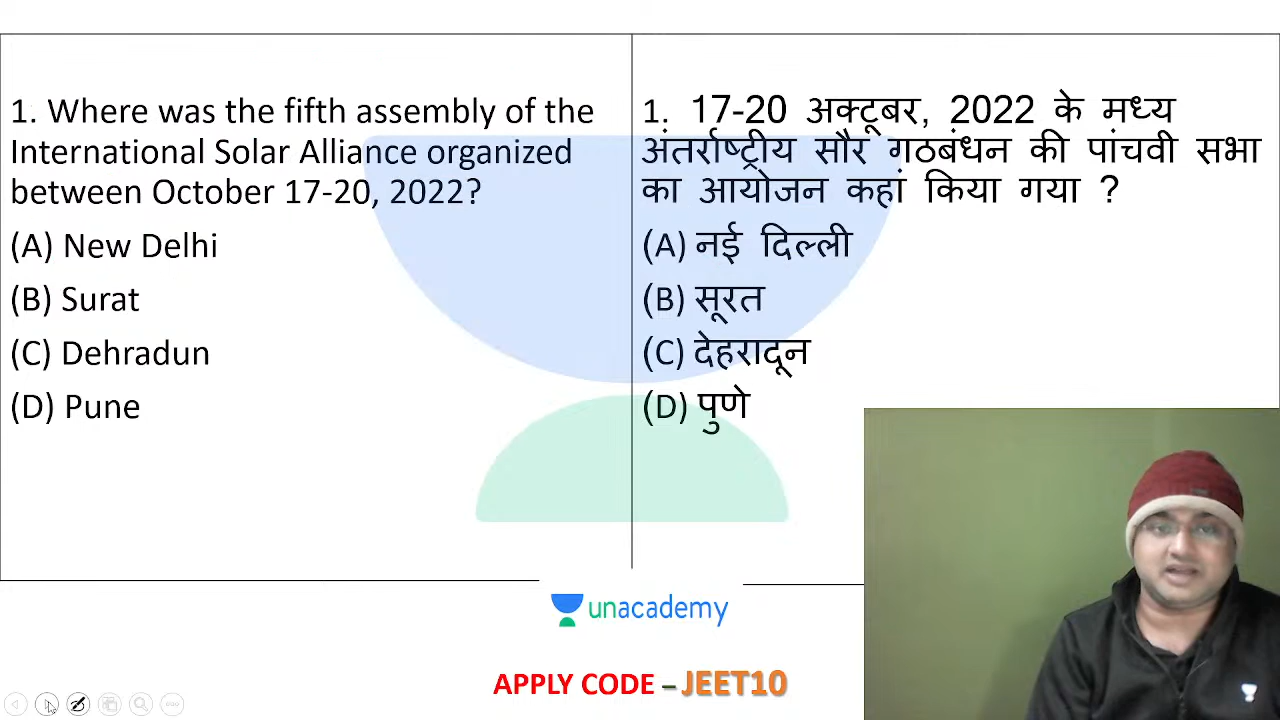 1. Where was the fifth assembly of the
International Solar Alliance organized
between October 17-20, 2022?
(A) New Delhi
(B) Surat
(C) Dehradun
(D) Pune
1. 17-20 अक्टूबर, 2022 के मध्य
अंतर्राष्ट्रीय सौर गठबंधन की पांचवी सभा
का आयोजन कहां किया गया ?
(A) नई दिल्ली
(B) सूरत
(C) देहरादून
(D) पुणे
unacademy
APPLY CODE – JEET10